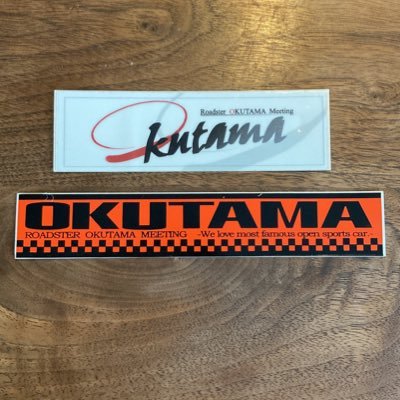 Roadster OKUTAMA Meeting
Okutama
OKUTAMA
ROADSTER OKUTAMA MEETING -We love most famous open sports car.-